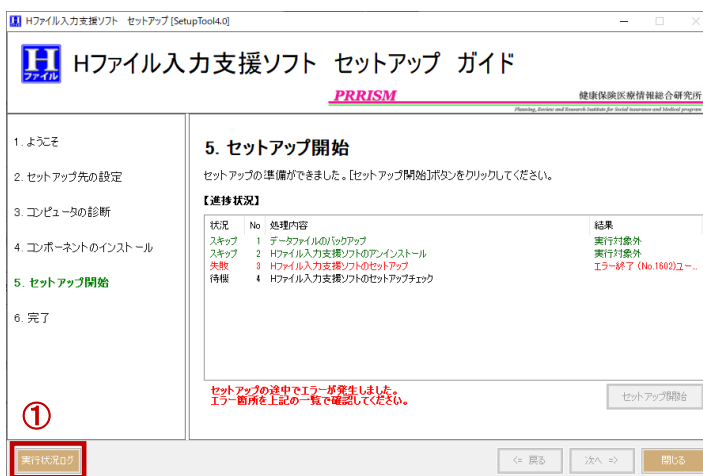 Hファイル入力支援ソフト セットアップ [SetupTool4.0]
H
ファイル
Hファイル入力支援ソフト セットアップ ガイド
PRRISM 健康保険医療情報総合研究所
Planning, Review and Research Institute for Social insurance and Medical program
1. ようこそ
2. セットアップ先の設定
3. コンピュータの診断
4. コンポーネントのインストール
5. セットアップ開始
6. 完了
5. セットアップ開始
セットアップの準備ができました。[セットアップ開始]ボタンをクリックしてください。
【進捗状況】
状況 No 処理内容 結果
スキップ 1 データファイルのバックアップ 実行対象外
スキップ 2 Hファイル入力支援ソフトのアンインストール 実行対象外
失敗 3 Hファイル入力支援ソフトのセットアップ エラー終了 (No.1602)ユー...
待機 4 Hファイル入力支援ソフトのセットアップチェック
セットアップの途中でエラーが発生しました。
エラー箇所を上記の一覧で確認してください。
セットアップ開始
①
実行状況ログ
<= 戻る 次へ => 閉じる